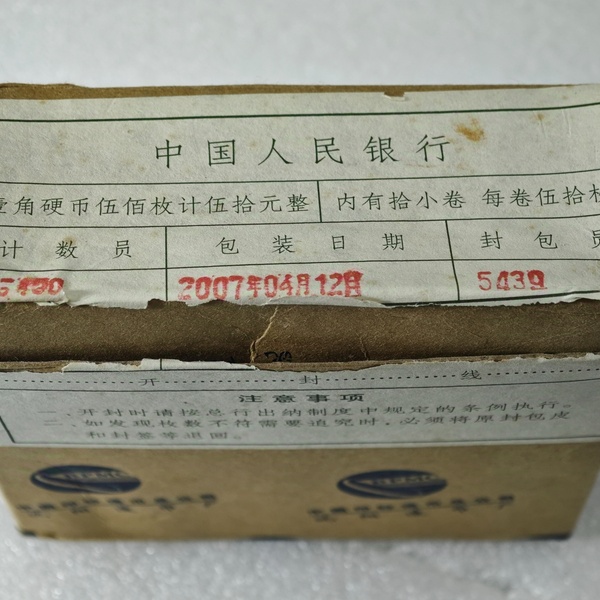 中国人民银行
壹角硬币伍佰枚计伍拾元整 内有拾小卷 每卷伍拾枚
计数员 包装日期 封包员
2007年04月12日 5439
开封线
注意事项
一、开封时请按总行出纳制度中规定的条例执行。
二、如发现枚数不符需要追究时，必须将原封包皮
和封签等退回。